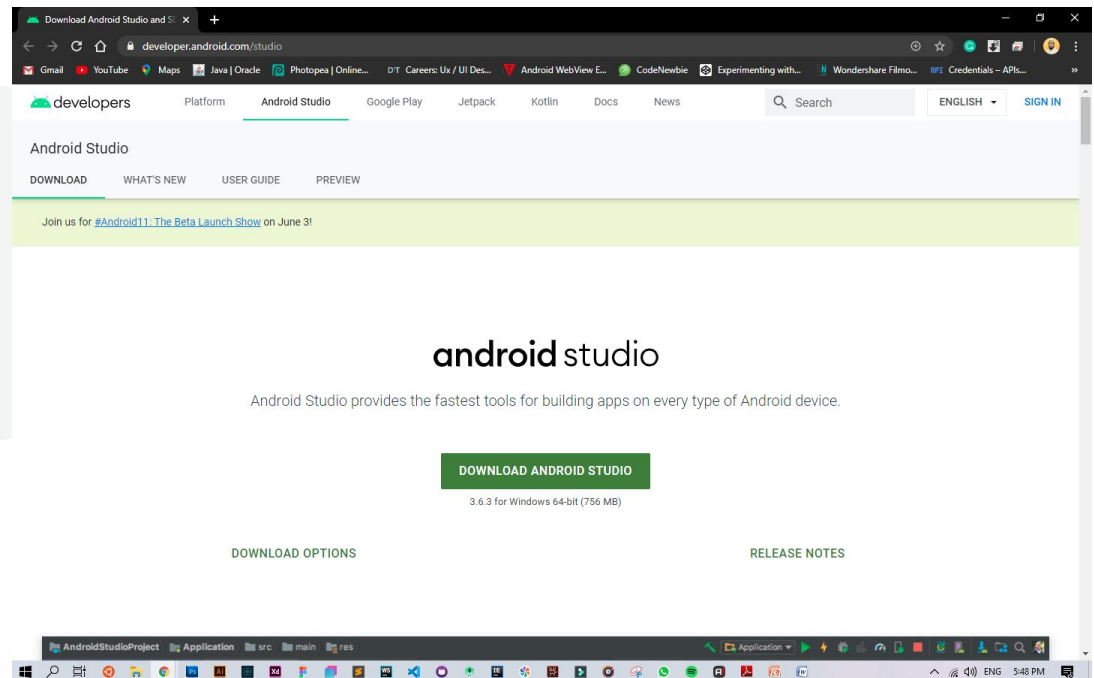 Download Android Studio and S
developer.android.com/studio
Gmail YouTube Maps Java | Oracle Photopea | Online... D'T Careers: Ux / UI Des... Android WebView E... CodeNewbie Experimenting with... Wondershare Filmo... RPI Credentials – APIs... »
developers Platform Android Studio Google Play Jetpack Kotlin Docs News Search ENGLISH SIGN IN
Android Studio
DOWNLOAD WHAT'S NEW USER GUIDE PREVIEW
Join us for #Android11: The Beta Launch Show on June 3!
android studio
Android Studio provides the fastest tools for building apps on every type of Android device.
DOWNLOAD ANDROID STUDIO
3.6.3 for Windows 64-bit (756 MB)
DOWNLOAD OPTIONS RELEASE NOTES
AndroidStudioProject Application src main res Application
Ps Ai Xd ENG 5:48 PM